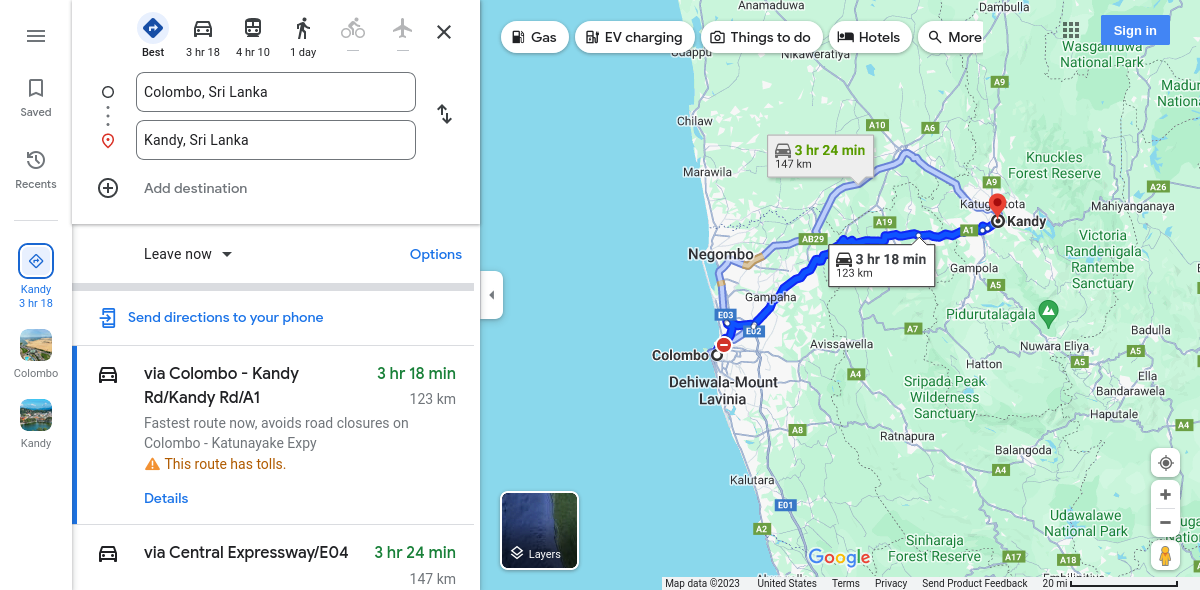 Best
3 hr 18
4 hr 10
1 day
—
—
Colombo, Sri Lanka
Kandy, Sri Lanka
Add destination
Saved
Recents
Kandy
3 hr 18
Colombo
Kandy
Leave now
Options
Send directions to your phone
via Colombo - Kandy
Rd/Kandy Rd/A1
3 hr 18 min
123 km
Fastest route now, avoids road closures on
Colombo - Katunayake Expy
This route has tolls.
Details
via Central Expressway/E04
3 hr 24 min
147 km
Gas
EV charging
Things to do
Hotels
More
Sign in
Anamaduwa
Dambulla
Nikaweratiya
Wasgamuwa
National Park
A9
Chilaw
A10
A6
3 hr 24 min
147 km
Marawila
Knuckles
Forest Reserve
A9
A26
Mahiyanganaya
A19
A1
Kandy
AB29
Negombo
3 hr 18 min
123 km
Victoria
Randenigala
Rantembe
Sanctuary
Gampola
A5
Gampaha
E03
E02
Pidurutalagala
A7
Colombo
Avissawella
Nuwara Eliya
Badulla
A5
A5
Hatton
Ella
Bandarawela
Dehiwala-Mount
Lavinia
A4
Sripada Peak
Wilderness
Sanctuary
Haputale
A8
Ratnapura
A4
Balangoda
A4
Kalutara
E01
A2
Udawalawe
National Park
Sinharaja
Forest Reserve
A17
A18
Layers
Google
Map data ©2023
United States
Terms
Privacy
Send Product Feedback
20 mi